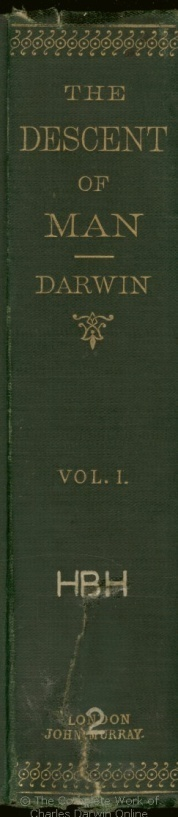 THE
DESCENT
OF
MAN
DARWIN
VOL. I.
HBH
2
LONDON
JOHN MURRAY.
© The Complete Work of
Charles Darwin Online